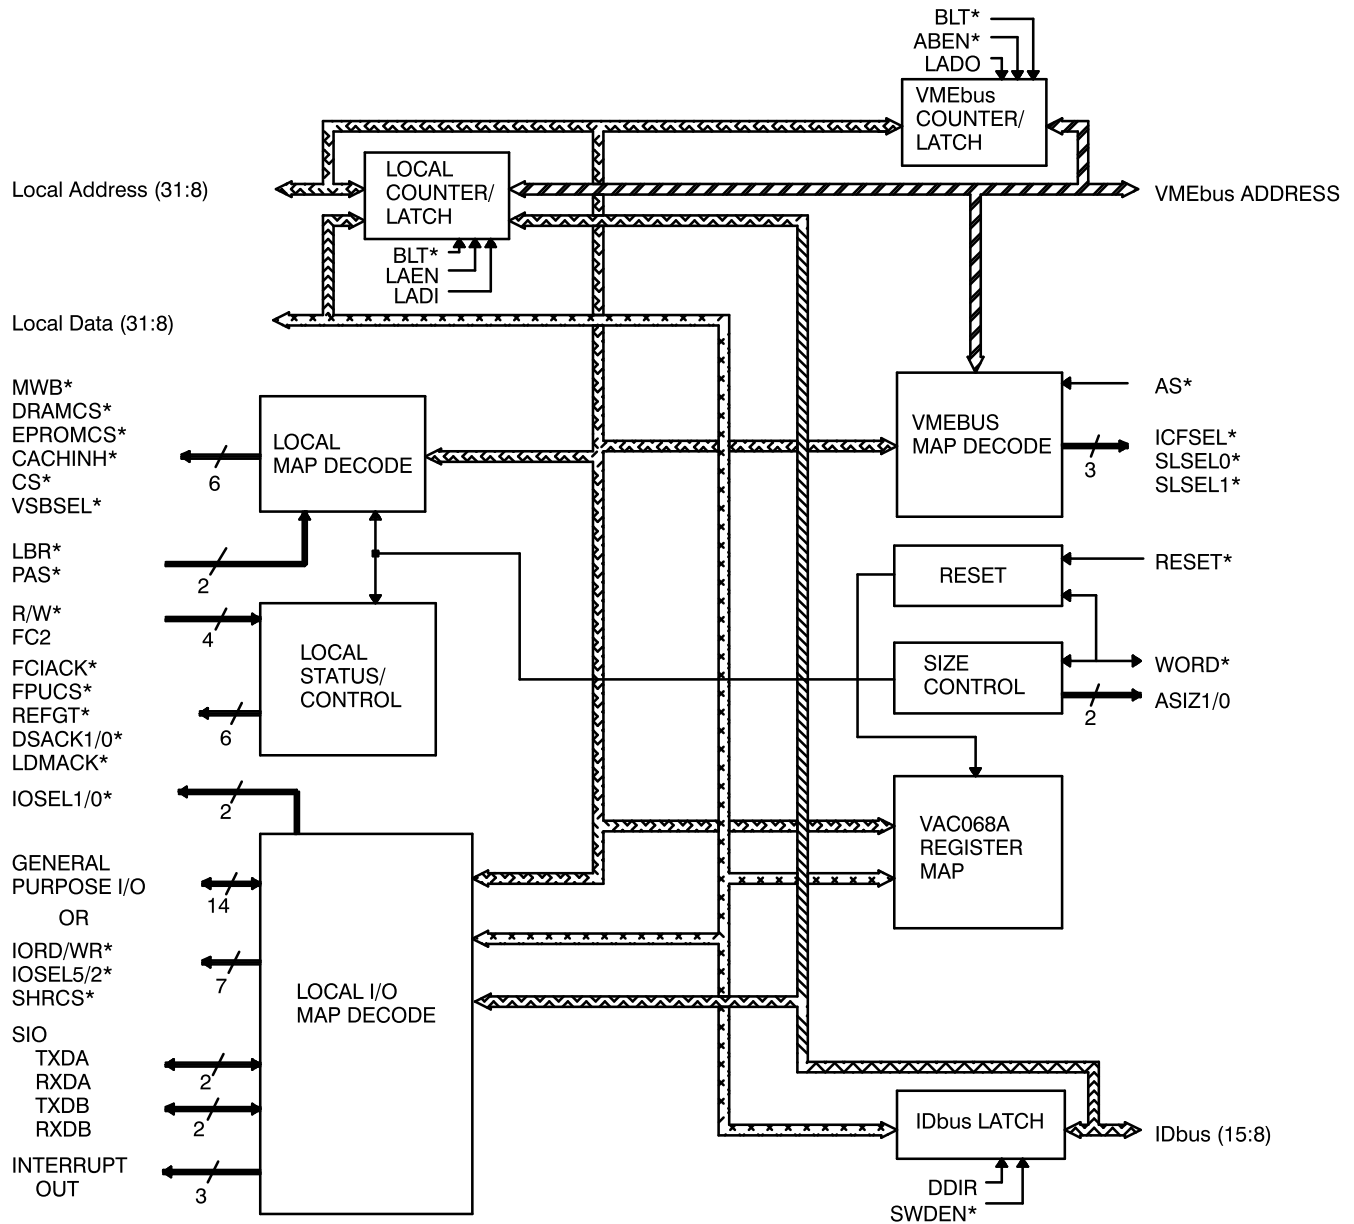 BLT*
ABEN*
LADO
VMEbus
COUNTER/
LATCH
Local Address (31:8)
LOCAL
COUNTER/
LATCH
VMEbus ADDRESS
BLT*
LAEN
LADI
Local Data (31:8)
MWB*
DRAMCS*
EPROMCS*
CACHINH*
CS*
VSBSEL*
6
LOCAL
MAP DECODE
VMEBUS
MAP DECODE
AS*
ICFSEL*
SLSEL0*
SLSEL1*
3
LBR*
PAS*
2
RESET
RESET*
R/W*
FC2
4
LOCAL
STATUS/
CONTROL
SIZE
CONTROL
WORD*
ASIZ1/0
2
FCIACK*
FPUCS*
REFGT*
DSACK1/0*
LDMACK*
6
IOSEL1/0*
2
VAC068A
REGISTER
MAP
GENERAL
PURPOSE I/O
14
OR
IORD/WR*
IOSEL5/2*
SHRCS*
7
LOCAL I/O
MAP DECODE
SIO
TXDA
RXDA
2
TXDB
RXDB
2
INTERRUPT
OUT
3
IDbus LATCH
IDbus (15:8)
DDIR
SWDEN*